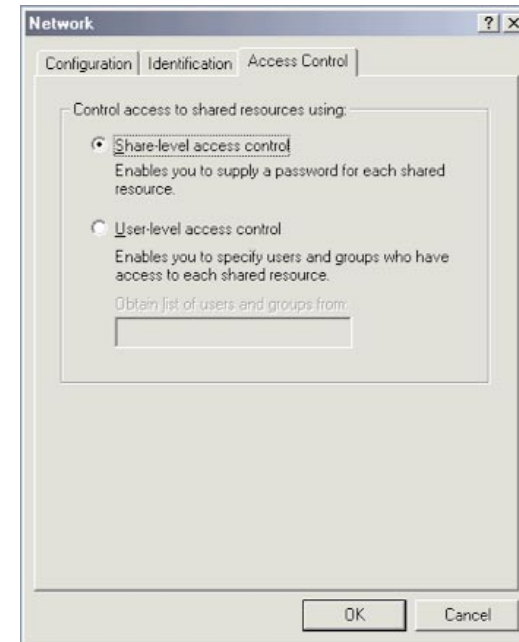 Network
Configuration
Identification
Access Control
Control access to shared resources using:
Share-level access control
Enables you to supply a password for each shared
resource.
User-level access control
Enables you to specify users and groups who have
access to each shared resource.
Obtain list of users and groups from:
OK
Cancel